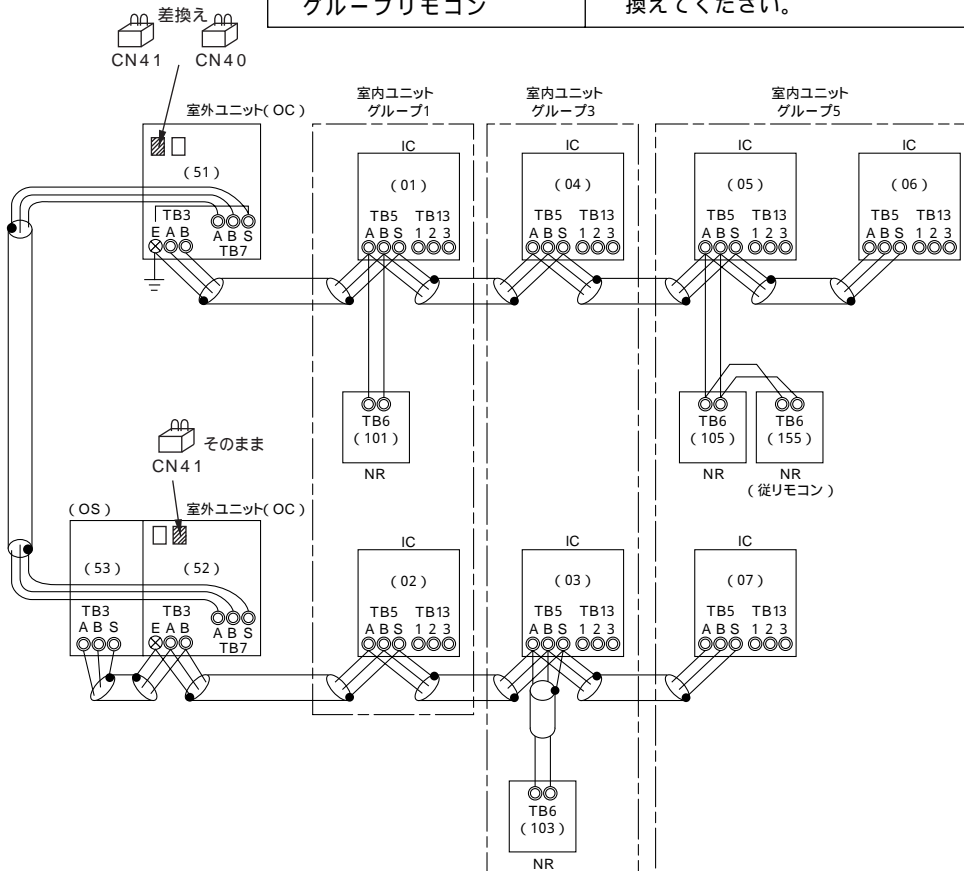 グループリモコン
換えてください。
差換え
CN41 CN40
室外ユニット(OC)
室内ユニット
グループ1
室内ユニット
グループ3
室内ユニット
グループ5
IC
IC
IC
IC
(51)
(01)
(04)
(05)
(06)
TB3
E A B
A B S
TB7
TB5 TB13
A B S 1 2 3
TB5 TB13
A B S 1 2 3
TB5 TB13
A B S 1 2 3
TB5 TB13
A B S 1 2 3
TB6
(101)
NR
TB6
(105)
NR
TB6
(155)
NR
(従リモコン)
そのまま
CN41
(OS)
室外ユニット(OC)
IC
IC
IC
(53)
(52)
(02)
(03)
(07)
TB3
A B S
TB3
E A B
A B S
TB7
TB5 TB13
A B S 1 2 3
TB5 TB13
A B S 1 2 3
TB5 TB13
A B S 1 2 3
TB6
(103)
NR